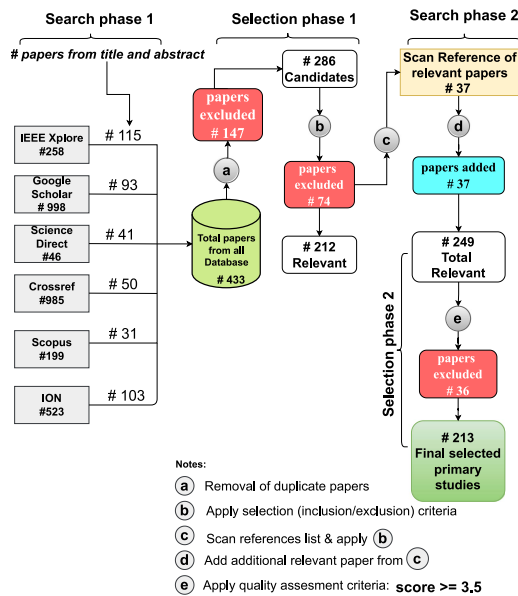 Search phase 1
# papers from title and abstract
IEEE Xplore
#258
# 115
Google
Scholar
# 998
# 93
Science
Direct
#46
# 41
Crossref
#985
# 50
Scopus
#199
# 31
ION
#523
# 103
Selection phase 1
papers
excluded
# 147
a
Total papers
from all
Database
# 433
# 286
Candidates
b
papers
excluded
# 74
# 212
Relevant
c
Search phase 2
Scan Reference of
relevant papers
# 37
d
papers added
# 37
# 249
Total
Relevant
e
Selection phase 2
papers
excluded
# 36
# 213
Final selected
primary
studies
Notes:
a Removal of duplicate papers
b Apply selection (inclusion/exclusion) criteria
c Scan references list & apply b
d Add additional relevant paper from c
e Apply quality assesment criteria: score >= 3.5